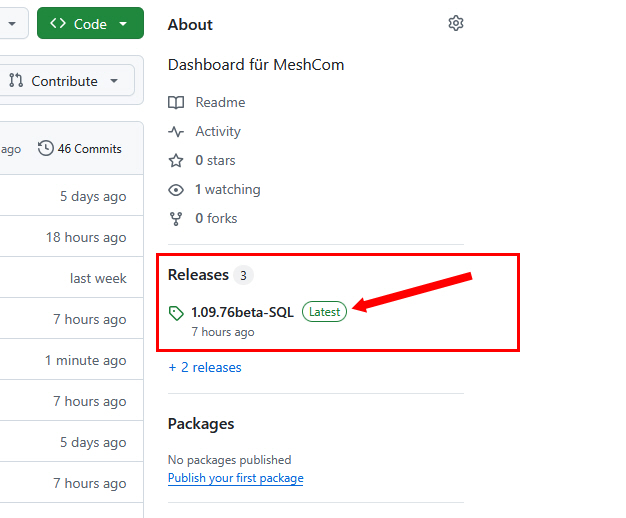 Code
About
Dashboard für MeshCom
Contribute
Readme
Activity
ago 46 Commits
0 stars
5 days ago
1 watching
18 hours ago
0 forks
last week
Releases 3
7 hours ago
1.09.76beta-SQL Latest
7 hours ago
1 minute ago
+ 2 releases
7 hours ago
Packages
5 days ago
No packages published
7 hours ago
Publish your first package